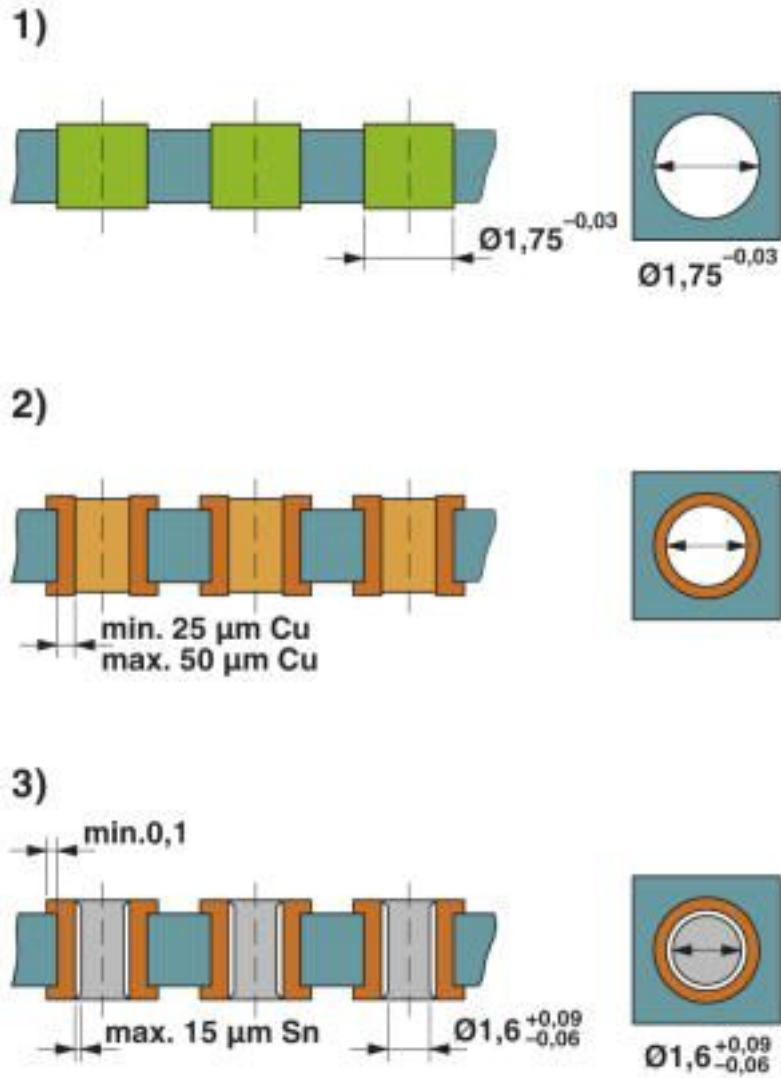 1)
Ø1,75 –0,03
Ø1,75 –0,03
2)
min. 25 µm Cu
max. 50 µm Cu
3)
min.0,1
max. 15 µm Sn
Ø1,6 +0,09 –0,06
Ø1,6 +0,09 –0,06